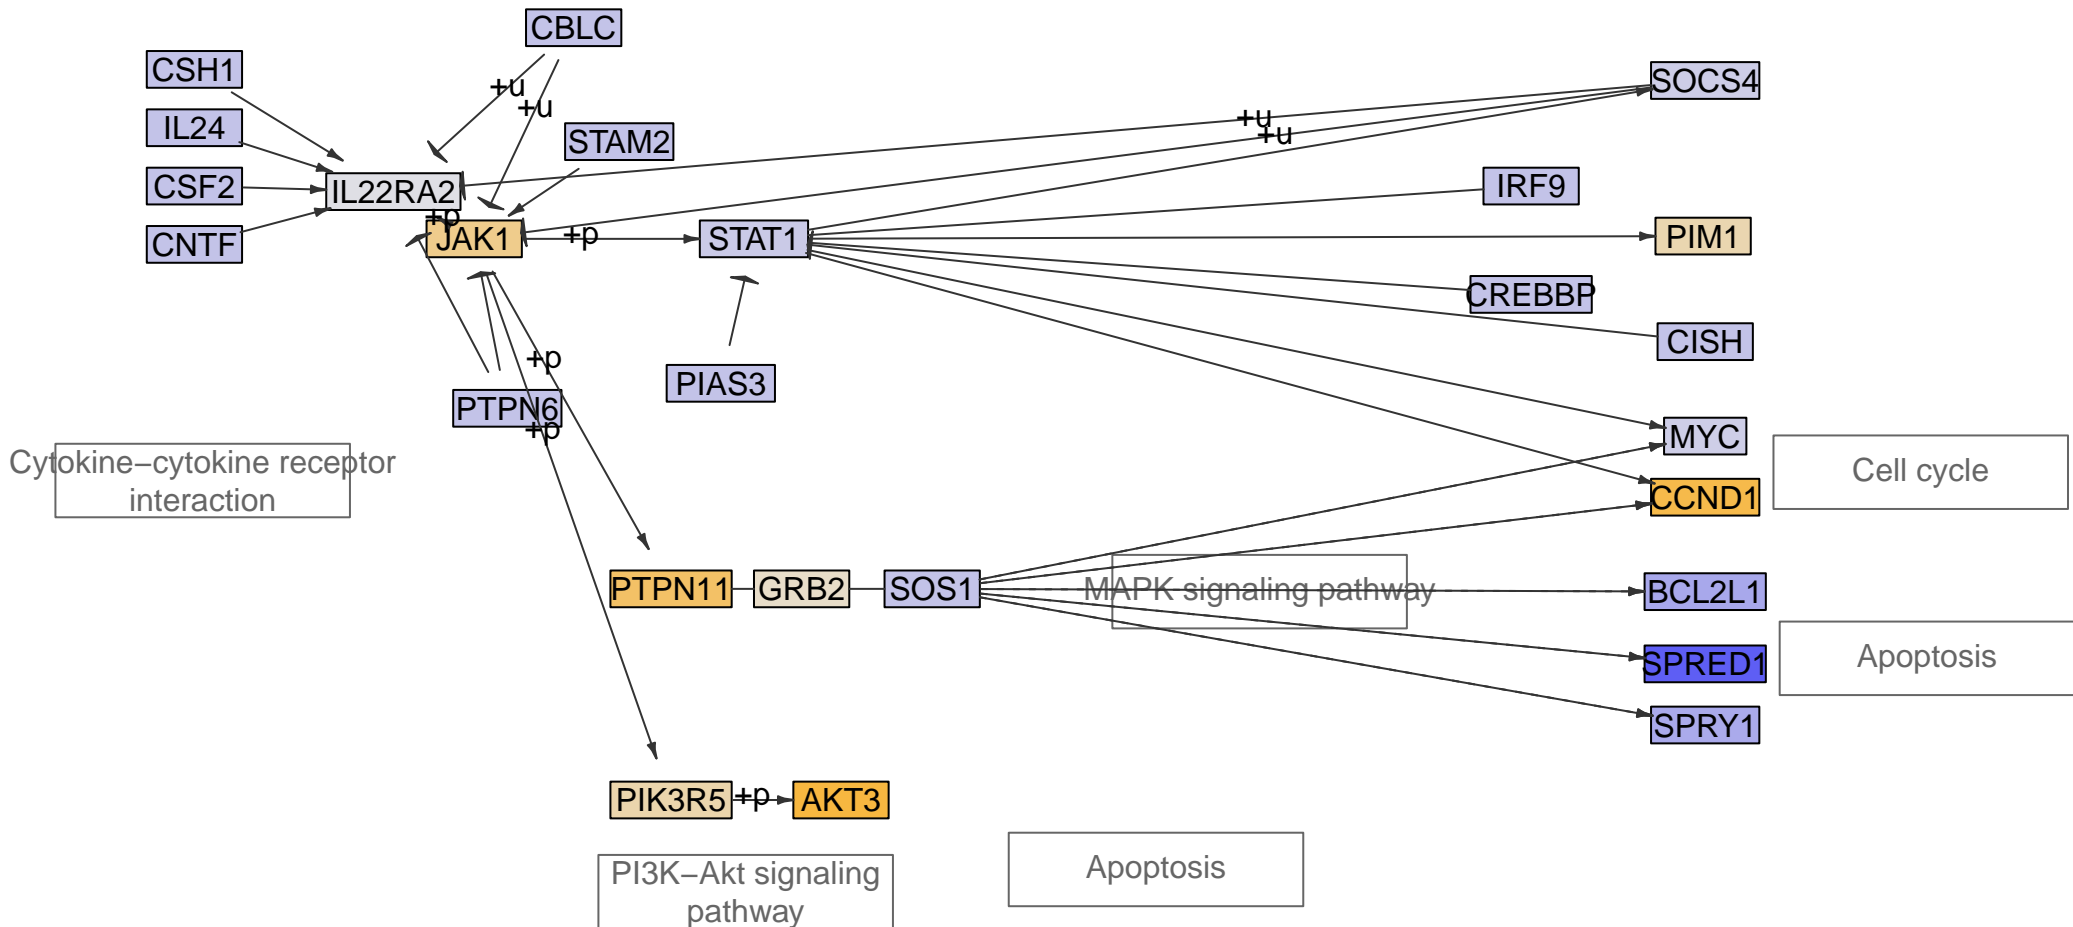 CBLC
CSH1
SOCS4
+u
+u
+u
+u
IL24
STAM2
CSF2
IL22RA2
IRF9
+p
CNTF
JAK1
+p
STAT1
PIM1
CREBBP
CISH
+p
PIAS3
PTPN6
+p
MYC
Cytokine–cytokine receptor
interaction
Cell cycle
CCND1
PTPN11
GRB2
SOS1
MAPK signaling pathway
BCL2L1
SPRED1
Apoptosis
SPRY1
PIK3R5
+p
AKT3
Apoptosis
PI3K–Akt signaling
pathway